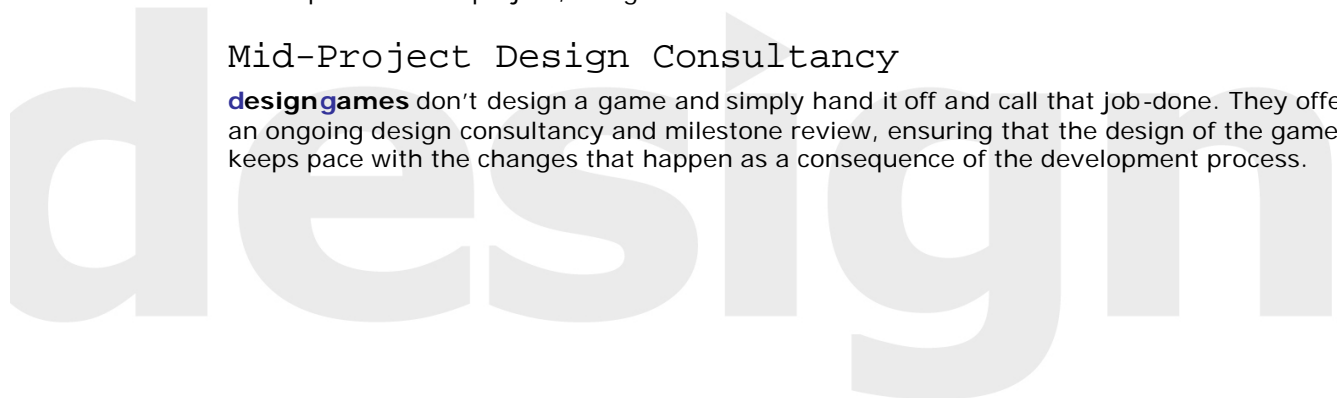 Mid-Project Design Consultancy
designgames don't design a game and simply hand it off and call that job-done. They offe
an ongoing design consultancy and milestone review, ensuring that the design of the game
keeps pace with the changes that happen as a consequence of the development process.
design